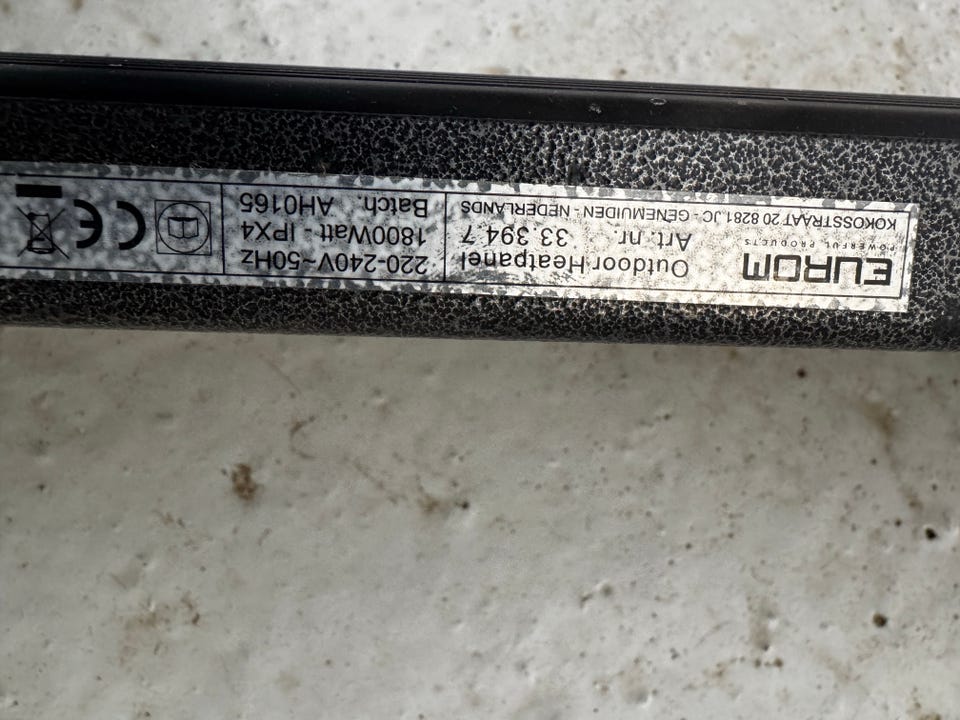 EUROM
POWERFUL PRODUCTS
KOKOSSTRAAT 20 8281 JC - GENEMUIDEN - NEDERLANDS
Outdoor Heatpanel
Art. nr. 33.394.7
220-240V~50Hz
1800Watt - IPX4
Batch. AH0165
CE